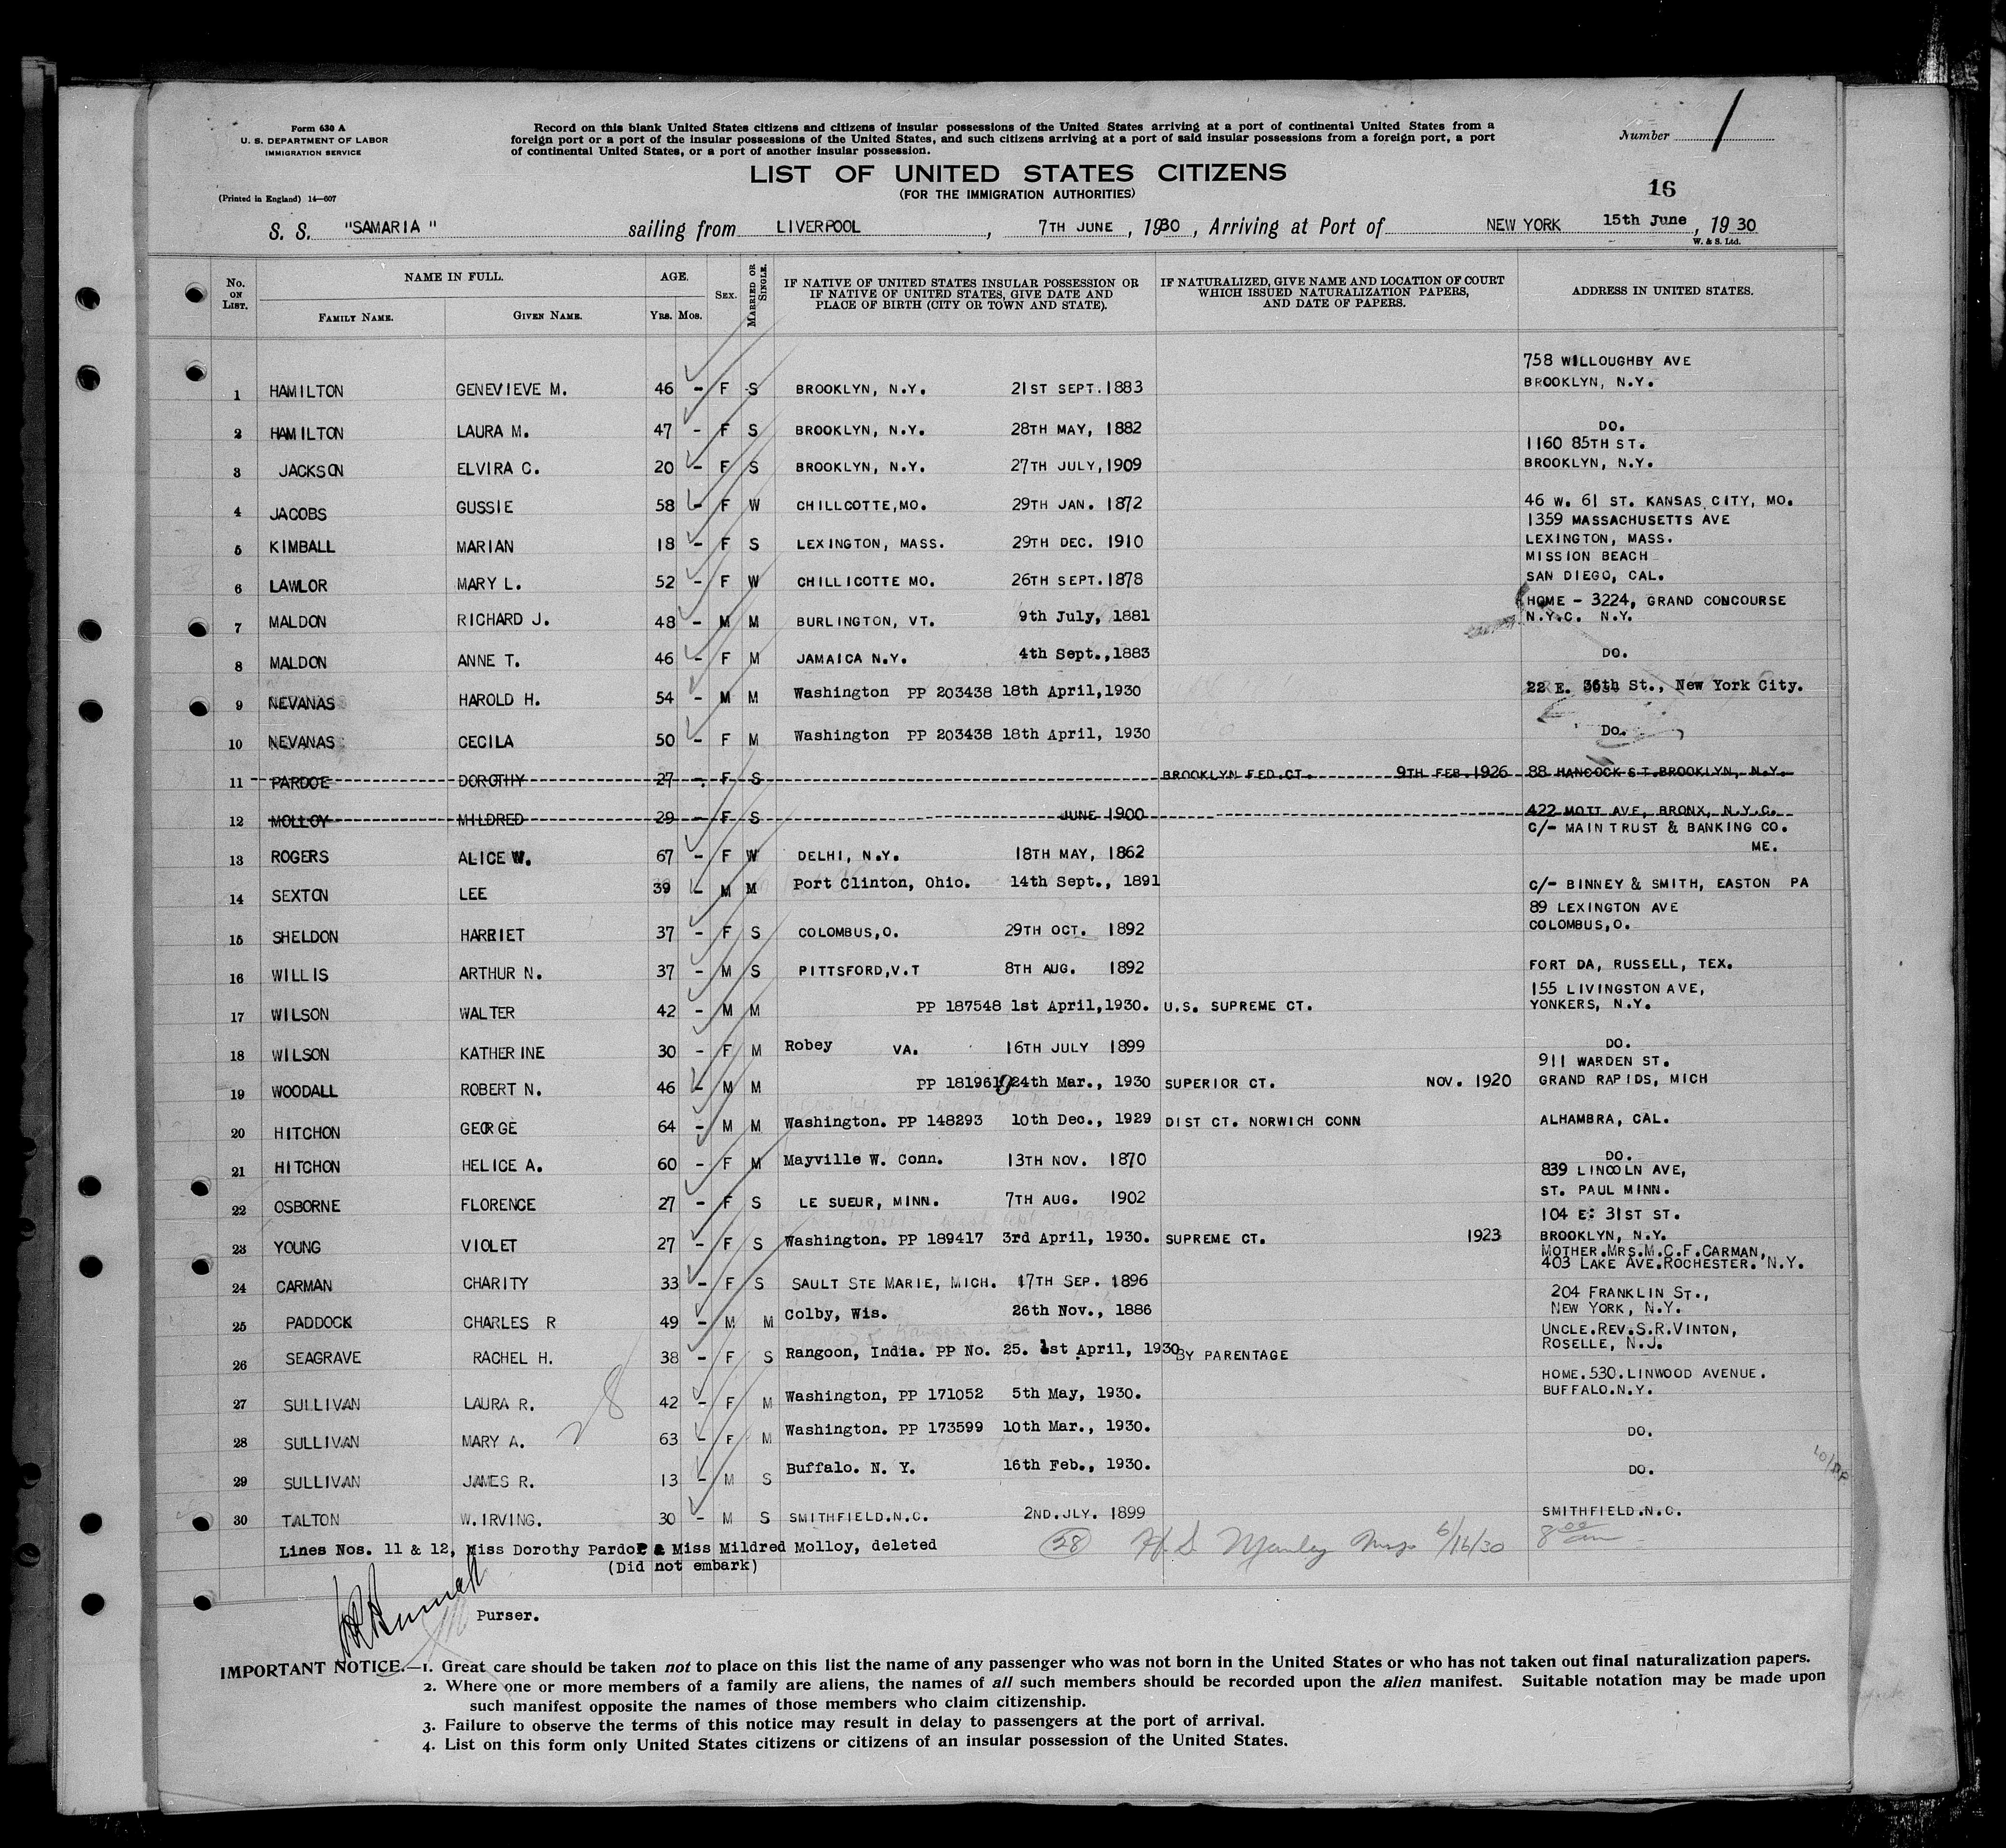 Form 630 A
U. S. DEPARTMENT OF LABOR
IMMIGRATION SERVICE
(Printed in England) 14—607
Record on this blank United States citizens and citizens of insular possessions of the United States arriving at a port of continental United States from a
foreign port or a port of the insular possessions of the United States, and such citizens arriving at a port of said insular possessions from a foreign port, a port
of continental United States, or a port of another insular possession.
Number 1
LIST OF UNITED STATES CITIZENS
(FOR THE IMMIGRATION AUTHORITIES)
16
S. S. "SAMARIA" sailing from LIVERPOOL, 7TH JUNE, 1930, Arriving at Port of NEW YORK 15th June, 1930
W. & S. Ltd.
No. ON LIST. NAME IN FULL. AGE. SEX. MARRIED OR SINGLE. IF NATIVE OF UNITED STATES INSULAR POSSESSION OR IF NATIVE OF UNITED STATES, GIVE DATE AND PLACE OF BIRTH (CITY OR TOWN AND STATE). IF NATURALIZED, GIVE NAME AND LOCATION OF COURT WHICH ISSUED NATURALIZATION PAPERS, AND DATE OF PAPERS. ADDRESS IN UNITED STATES.
FAMILY NAME. GIVEN NAME. YRS. MOS.
758 WILLOUGHBY AVE
1 HAMILTON GENEVIEVE M. 46 - F S BROOKLYN, N.Y. 21ST SEPT. 1883 BROOKLYN, N.Y.
2 HAMILTON LAURA M. 47 - F S BROOKLYN, N.Y. 28TH MAY, 1882 DO.
1160 85TH ST.
3 JACKSON ELVIRA C. 20 - F S BROOKLYN, N.Y. 27TH JULY, 1909 BROOKLYN, N.Y.
4 JACOBS GUSSIE 58 - F W CHILLCOTTE, MO. 29TH JAN. 1872 46 W. 61 ST. KANSAS CITY, MO.
1359 MASSACHUSETTS AVE
5 KIMBALL MARIAN 18 - F S LEXINGTON, MASS. 29TH DEC. 1910 LEXINGTON, MASS.
MISSION BEACH
6 LAWLOR MARY L. 52 - F W CHILLICOTTE MO. 26TH SEPT. 1878 SAN DIEGO, CAL.
HOME - 3224, GRAND CONCOURSE
7 MALDON RICHARD J. 48 - M M BURLINGTON, VT. 9th July, 1881 N.Y.C. N.Y.
8 MALDON ANNE T. 46 - F M JAMAICA N.Y. 4th Sept., 1883 DO.
9 NEVANAS HAROLD H. 54 - M M Washington PP 203438 18th April, 1930 22 E. 36th St., New York City.
10 NEVANAS CECILA 50 - F M Washington PP 203438 18th April, 1930 Do.
11 PARDOE DOROTHY 27 - F S BROOKLYN FED.CT. 9TH FEB. 1926 88 HANCOCK ST. BROOKLYN, N.Y.
12 MOLLOY MILDRED 29 - F S JUNE 1900 422 MOTT AVE, BRONX, N.Y.C.
C/- MAIN TRUST & BANKING CO.
13 ROGERS ALICE W. 67 - F W DELHI, N.Y. 18TH MAY, 1862 ME.
14 SEXTON LEE 39 - M M Port Clinton, Ohio. 14th Sept., 1891 C/- BINNEY & SMITH, EASTON PA
89 LEXINGTON AVE
15 SHELDON HARRIET 37 - F S COLOMBUS, O. 29TH OCT. 1892 COLOMBUS, O.
16 WILLIS ARTHUR N. 37 - M S PITTSFORD, V.T 8TH AUG. 1892 FORT DA, RUSSELL, TEX.
155 LIVINGSTON AVE,
17 WILSON WALTER 42 - M M PP 187548 1st April, 1930. U.S. SUPREME CT. YONKERS, N.Y.
18 WILSON KATHERINE 30 - F M Robey VA. 16TH JULY 1899 DO.
911 WARDEN ST.
19 WOODALL ROBERT N. 46 - M M PP 181961 24th Mar., 1930 SUPERIOR CT. NOV. 1920 GRAND RAPIDS, MICH
20 HITCHON GEORGE 64 - M M Washington. PP 148293 10th Dec., 1929 DIST CT. NORWICH CONN ALHAMBRA, CAL.
21 HITCHON HELICE A. 60 - F M Mayville W. Conn. 13TH NOV. 1870 DO.
839 LINCOLN AVE,
22 OSBORNE FLORENCE 27 - F S LE SUEUR, MINN. 7TH AUG. 1902 ST. PAUL MINN.
104 E: 31ST ST.
23 YOUNG VIOLET 27 - F S Washington. PP 189417 3rd April, 1930. SUPREME CT. 1923 BROOKLYN, N.Y.
MOTHER.MRS.M.C.F.CARMAN,
403 LAKE AVE.ROCHESTER. N.Y.
24 CARMAN CHARITY 33 - F S SAULT STE MARIE, MICH. 17TH SEP. 1896
204 FRANKLIN ST.,
NEW YORK, N.Y.
25 PADDOCK CHARLES R 49 - M M Colby, Wis. 26th Nov., 1886
UNCLE.REV.S.R.VINTON,
ROSELLE, N.J.
26 SEAGRAVE RACHEL H. 38 - F S Rangoon, India. PP No. 25. 1st April, 1930 BY PARENTAGE
HOME.530.LINWOOD AVENUE.
BUFFALO.N.Y.
27 SULLIVAN LAURA R. 42 - F M Washington, PP 171052 5th May, 1930.
28 SULLIVAN MARY A. 63 - F M Washington. PP 173599 10th Mar., 1930. DO.
29 SULLIVAN JAMES R. 13 - M S Buffalo. N. Y. 16th Feb., 1930. DO.
30 TALTON W.IRVING. 30 - M S SMITHFIELD.N.C. 2ND.JLY. 1899 SMITHFIELD.N.C.
Lines Nos. 11 & 12, Miss Dorothy Pardoe & Miss Mildred Molloy, deleted
(Did not embark)
28 6/16/30
Purser.
IMPORTANT NOTICE.—1. Great care should be taken not to place on this list the name of any passenger who was not born in the United States or who has not taken out final naturalization papers.
2. Where one or more members of a family are aliens, the names of all such members should be recorded upon the alien manifest. Suitable notation may be made upon
such manifest opposite the names of those members who claim citizenship.
3. Failure to observe the terms of this notice may result in delay to passengers at the port of arrival.
4. List on this form only United States citizens or citizens of an insular possession of the United States.